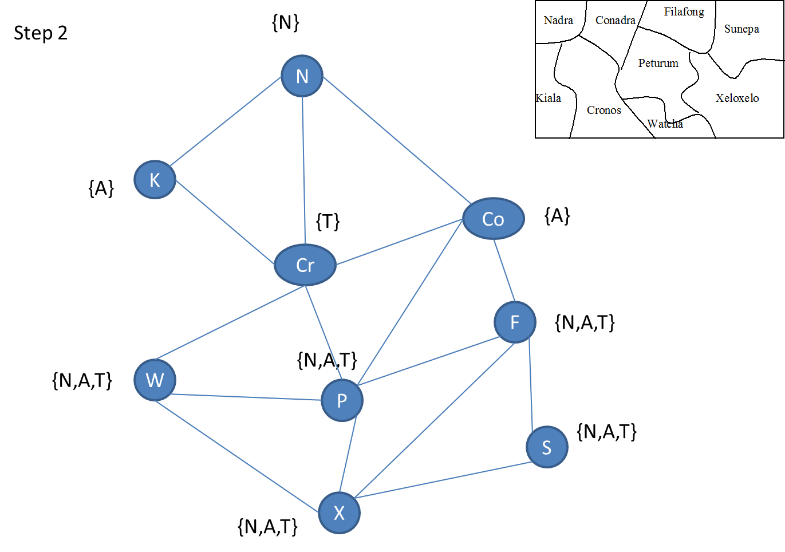 Step 2
{N}
N
K
{A}
{T}
Cr
Co
{A}
F
{N,A,T}
{N,A,T}
W
{N,A,T}
P
S
{N,A,T}
X
{N,A,T}
Nadra
Conadra
Filafong
Sunepa
Peturum
Kiala
Cronos
Xeloxelo
Watcha